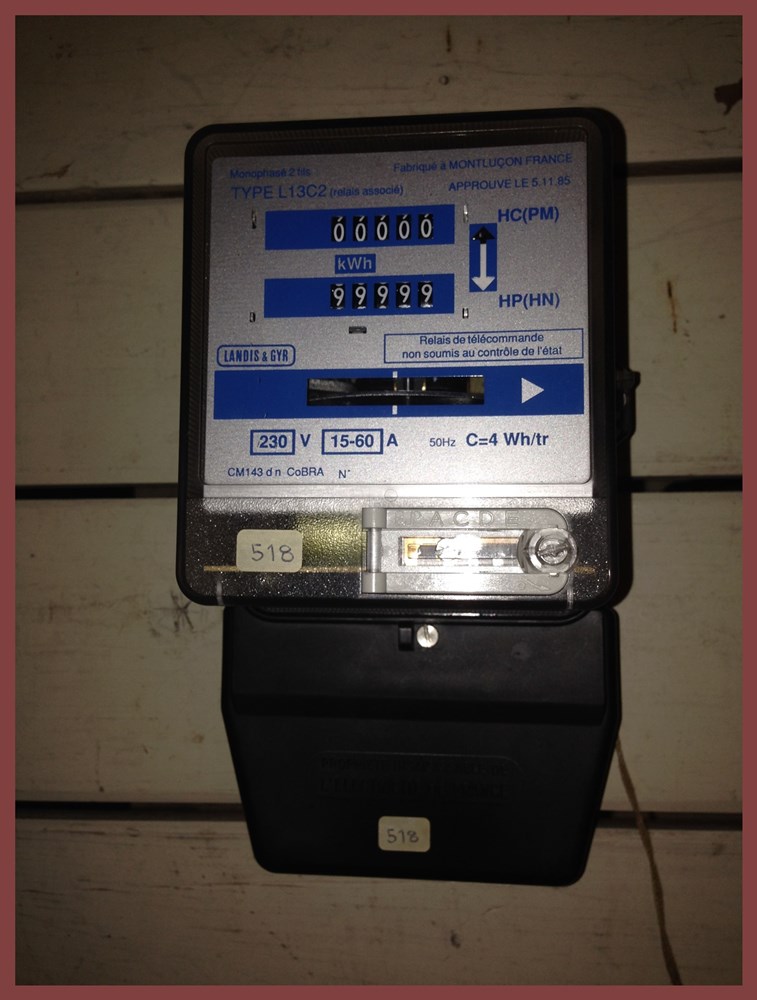 Monophasé 2 fils
Fabriqué à MONTLUÇON FRANCE
TYPE L13C2 (relais associé)
APPROUVE LE 5.11.85
00000
HC(PM)
kWh
99999
HP(HN)
LANDIS & GYR
Relais de télécommande
non soumis au contrôle de l'état
230 V 15-60 A 50Hz C=4 Wh/tr
CM143 d n CoBRA N°
518
518